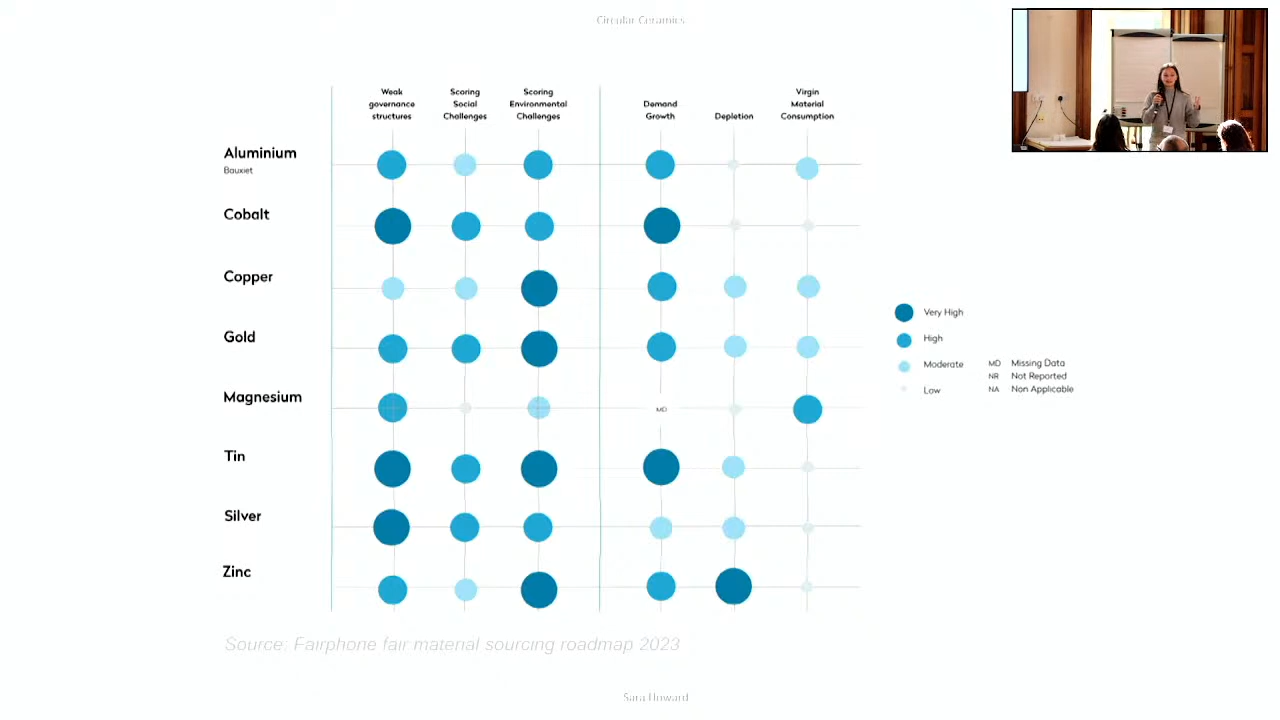 Circular Ceramics
Weak
governance
structures
Scoring
Social
Challenges
Scoring
Environmental
Challenges
Demand
Growth
Depletion
Virgin
Material
Consumption
Aluminium
Bauxiet
Cobalt
Copper
Gold
Magnesium
MD
Tin
Silver
Zinc
Very High
High
Moderate
Low
MD Missing Data
NR Not Reported
NA Non Applicable
Source: Fairphone fair material sourcing roadmap 2023
Sara Howard